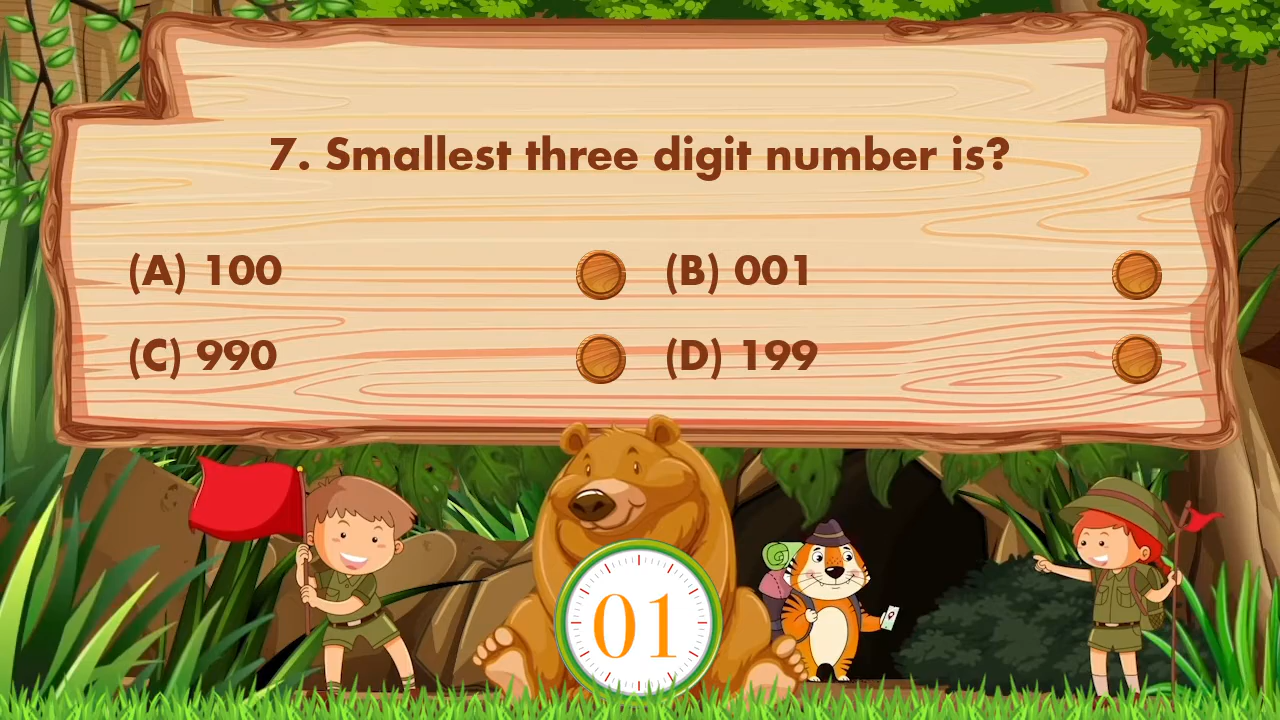 7. Smallest three digit number is?
(A) 100
(B) 001
(C) 990
(D) 199
01